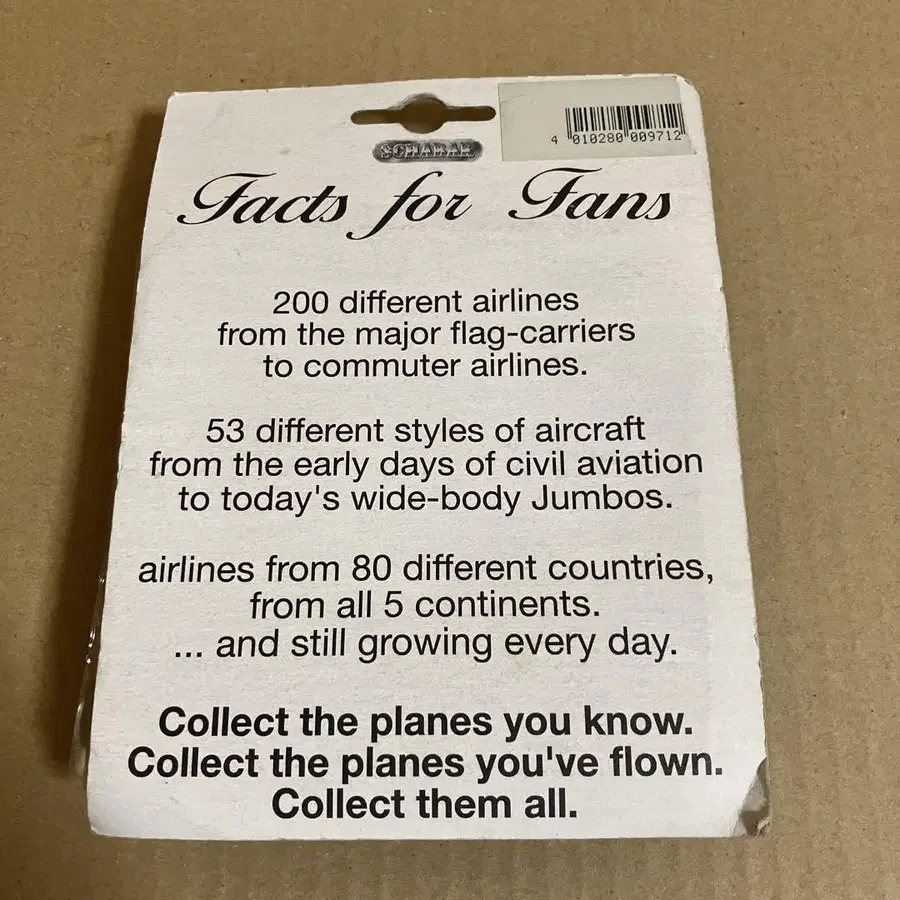 4 010280 009712
SCHABAK
Facts for Fans
200 different airlines
from the major flag-carriers
to commuter airlines.
53 different styles of aircraft
from the early days of civil aviation
to today's wide-body Jumbos.
airlines from 80 different countries,
from all 5 continents.
... and still growing every day.
Collect the planes you know.
Collect the planes you've flown.
Collect them all.